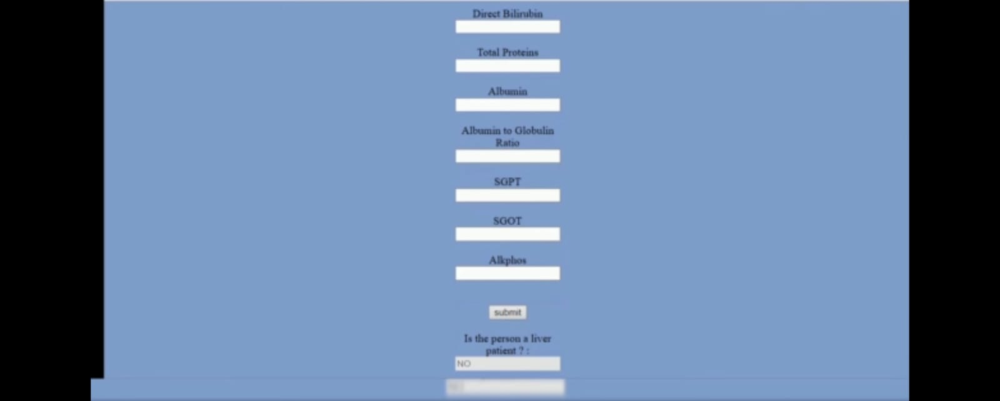 Direct Bilirubin
Total Proteins
Albumin
Albumin to Globulin
Ratio
SGPT
SGOT
Alkphos
submit
Is the person a liver
patient ? :
NO